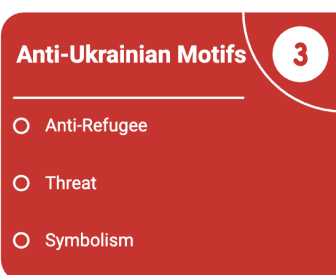 Anti-Ukrainian Motifs
3
Anti-Refugee
Threat
Symbolism